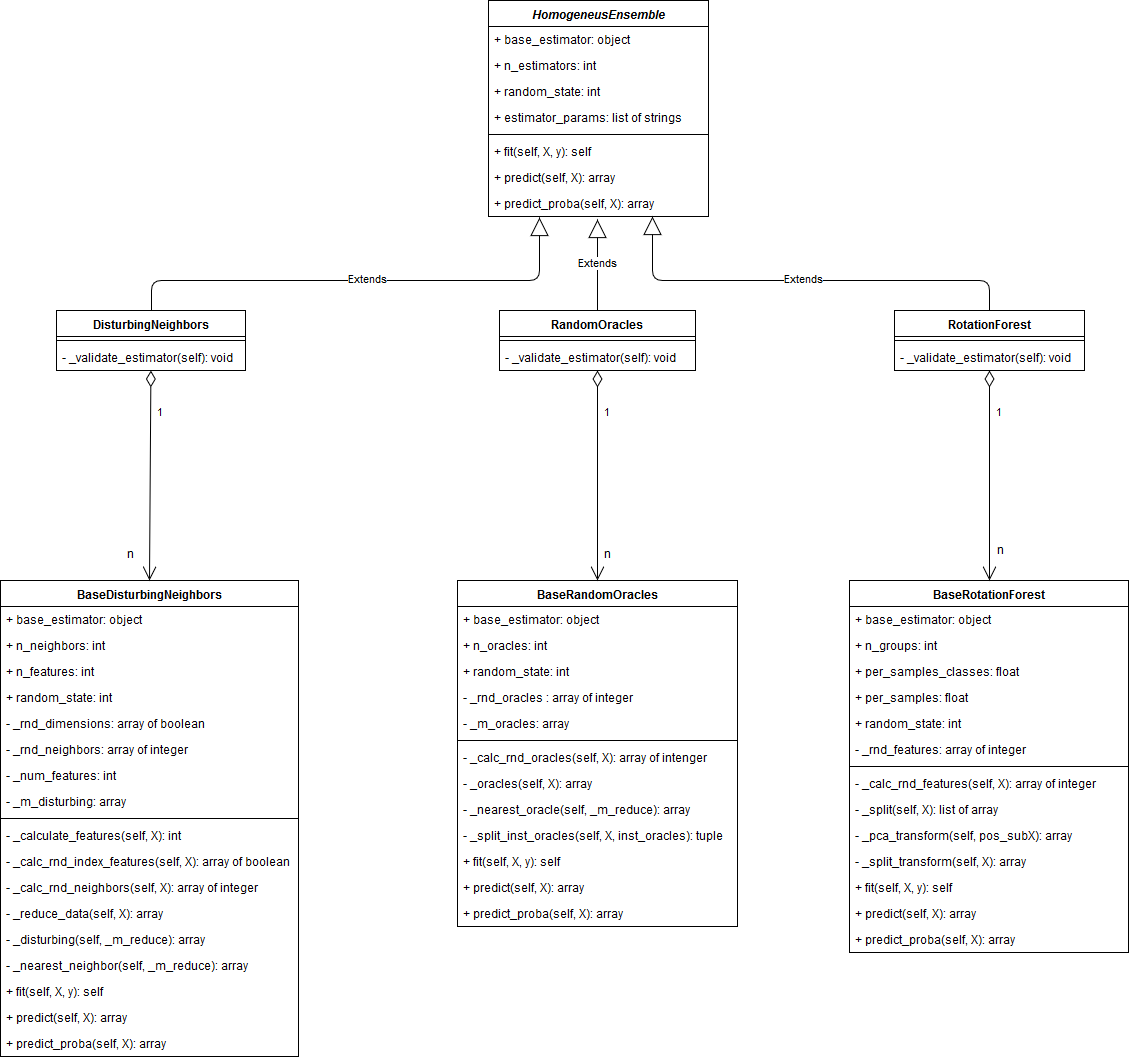 HomogeneusEnsemble
+ base_estimator: object
+ n_estimators: int
+ random_state: int
+ estimator_params: list of strings
+ fit(self, X, y): self
+ predict(self, X): array
+ predict_proba(self, X): array
Extends
Extends
Extends
DisturbingNeighbors
- _validate_estimator(self): void
RandomOracles
- _validate_estimator(self): void
RotationForest
- _validate_estimator(self): void
1
1
1
n
n
n
BaseDisturbingNeighbors
+ base_estimator: object
+ n_neighbors: int
+ n_features: int
+ random_state: int
- _rnd_dimensions: array of boolean
- _rnd_neighbors: array of integer
- _num_features: int
- _m_disturbing: array
- _calculate_features(self, X): int
- _calc_rnd_index_features(self, X): array of boolean
- _calc_rnd_neighbors(self, X): array of integer
- _reduce_data(self, X): array
- _disturbing(self, _m_reduce): array
- _nearest_neighbor(self, _m_reduce): array
+ fit(self, X, y): self
+ predict(self, X): array
+ predict_proba(self, X): array
BaseRandomOracles
+ base_estimator: object
+ n_oracles: int
+ random_state: int
- _rnd_oracles : array of integer
- _m_oracles: array
- _calc_rnd_oracles(self, X): array of intenger
- _oracles(self, X): array
- _nearest_oracle(self, _m_reduce): array
- _split_inst_oracles(self, X, inst_oracles): tuple
+ fit(self, X, y): self
+ predict(self, X): array
+ predict_proba(self, X): array
BaseRotationForest
+ base_estimator: object
+ n_groups: int
+ per_samples_classes: float
+ per_samples: float
+ random_state: int
- _rnd_features: array of integer
- _calc_rnd_features(self, X): array of integer
- _split(self, X): list of array
- _pca_transform(self, pos_subX): array
- _split_transform(self, X): array
+ fit(self, X, y): self
+ predict(self, X): array
+ predict_proba(self, X): array